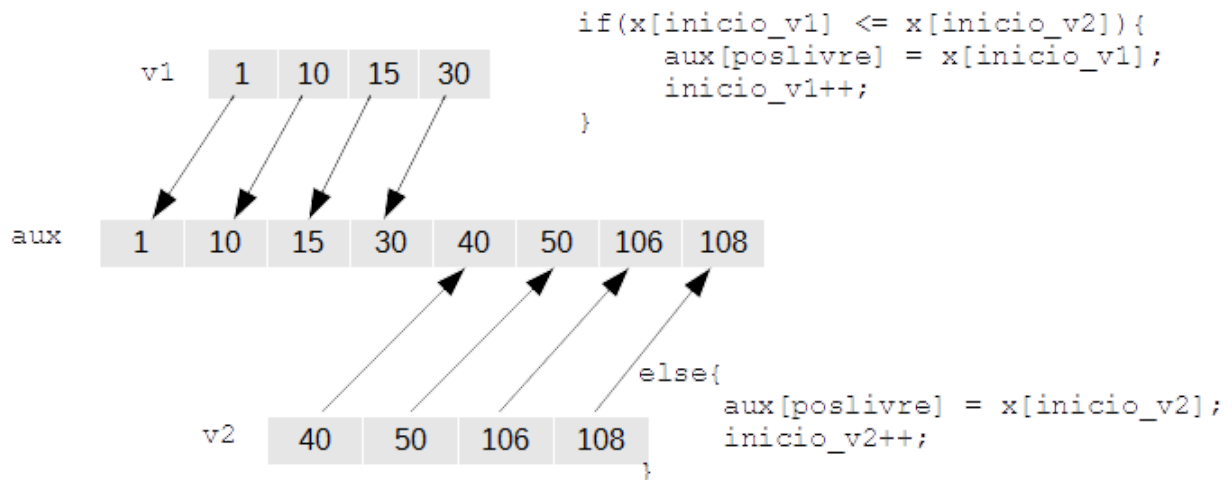 if(x[inicio_v1] <= x[inicio_v2]){
aux[poslivre] = x[inicio_v1];
inicio_v1++;
}
v1 1 10 15 30
aux 1 10 15 30 40 50 106 108
else{
aux[poslivre] = x[inicio_v2];
inicio_v2++;
}
v2 40 50 106 108